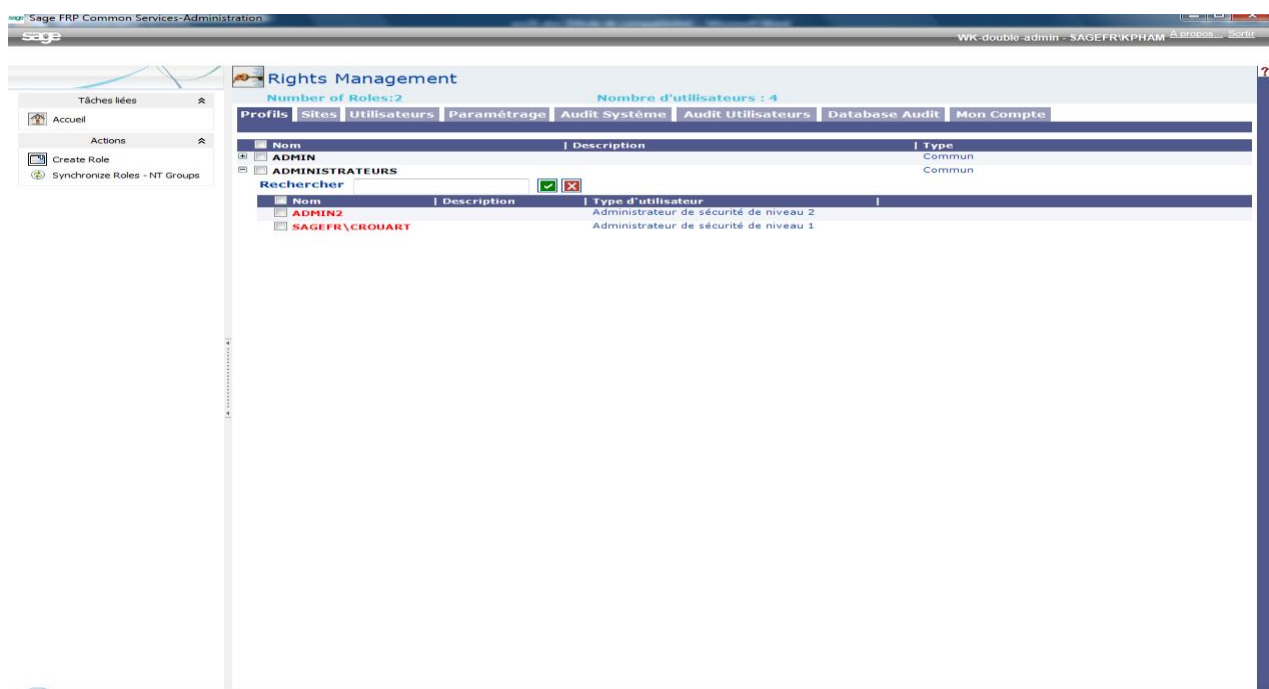 sage Sage FRP Common Services-Administration
sage
WK-double-admin - SAGEFR\KPHAM À propos... Sortir
?
Rights Management
Tâches liées
Number of Roles:2 Nombre d'utilisateurs : 4
Accueil
Profils Sites Utilisateurs Paramétrage Audit Système Audit Utilisateurs Database Audit Mon Compte
Actions
Create Role
Synchronize Roles - NT Groups
Nom | Description | Type
ADMIN Commun
ADMINISTRATEURS Commun
Rechercher
Nom | Description | Type d'utilisateur |
ADMIN2 Administrateur de sécurité de niveau 2
SAGEFR\CROUART Administrateur de sécurité de niveau 1